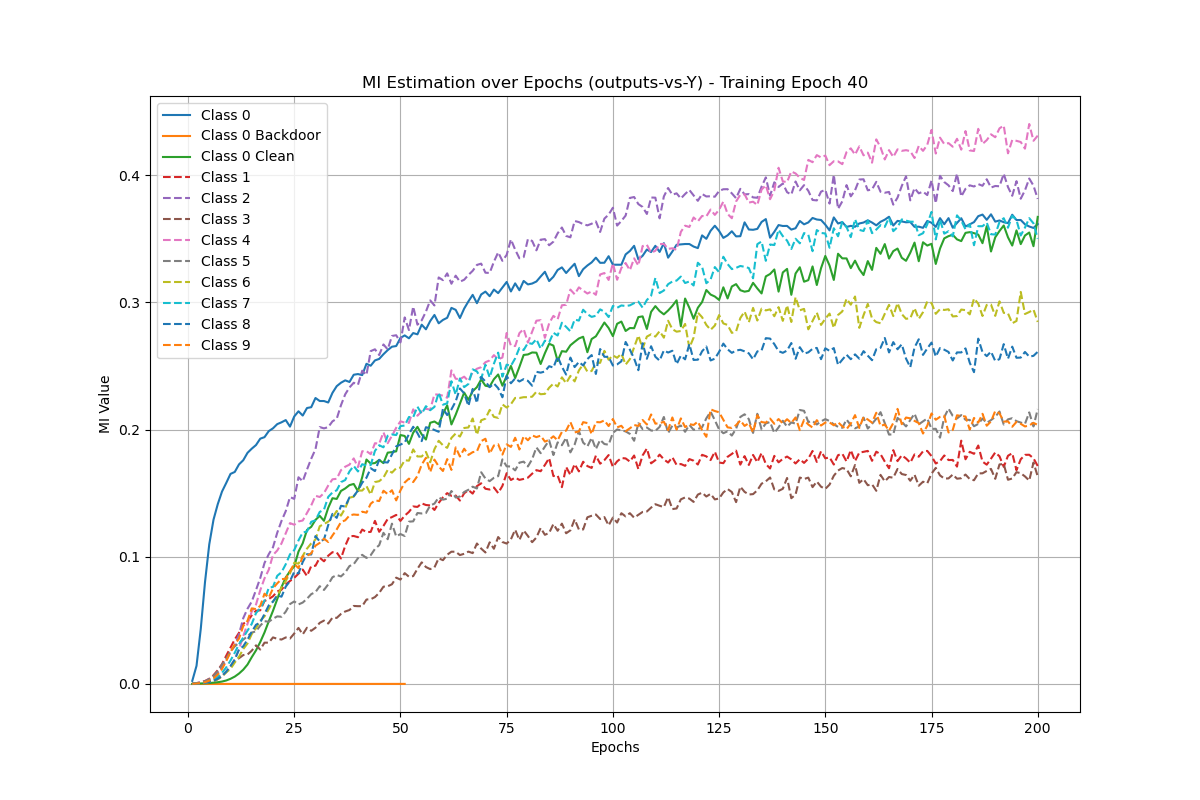 MI Estimation over Epochs (outputs-vs-Y) - Training Epoch 40
Class 0
Class 0 Backdoor
Class 0 Clean
Class 1
Class 2
Class 3
Class 4
Class 5
Class 6
Class 7
Class 8
Class 9
MI Value
0.4
0.3
0.2
0.1
0.0
0 25 50 75 100 125 150 175 200
Epochs